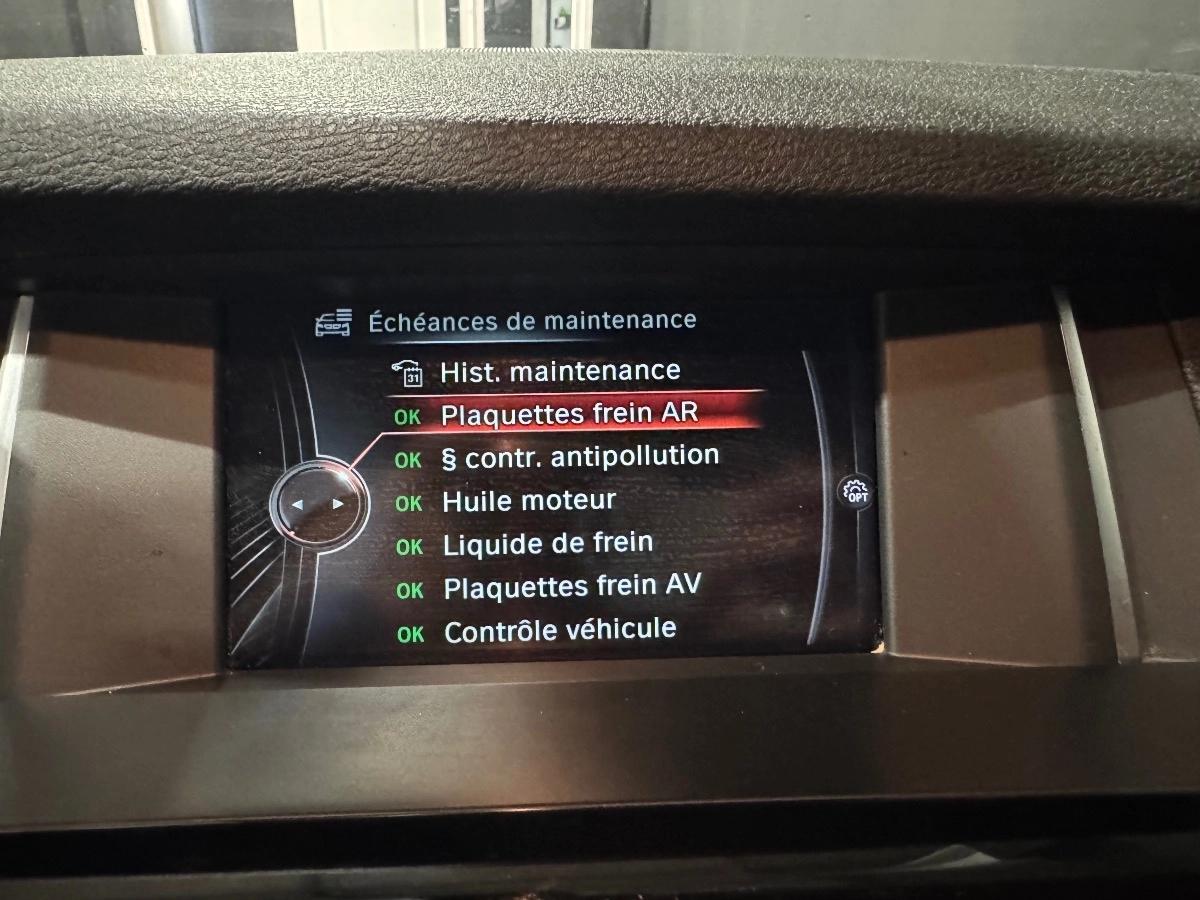 Échéances de maintenance
31 Hist. maintenance
OK Plaquettes frein AR
OK § contr. antipollution
OK Huile moteur
OK Liquide de frein
OK Plaquettes frein AV
OK Contrôle véhicule
OPT